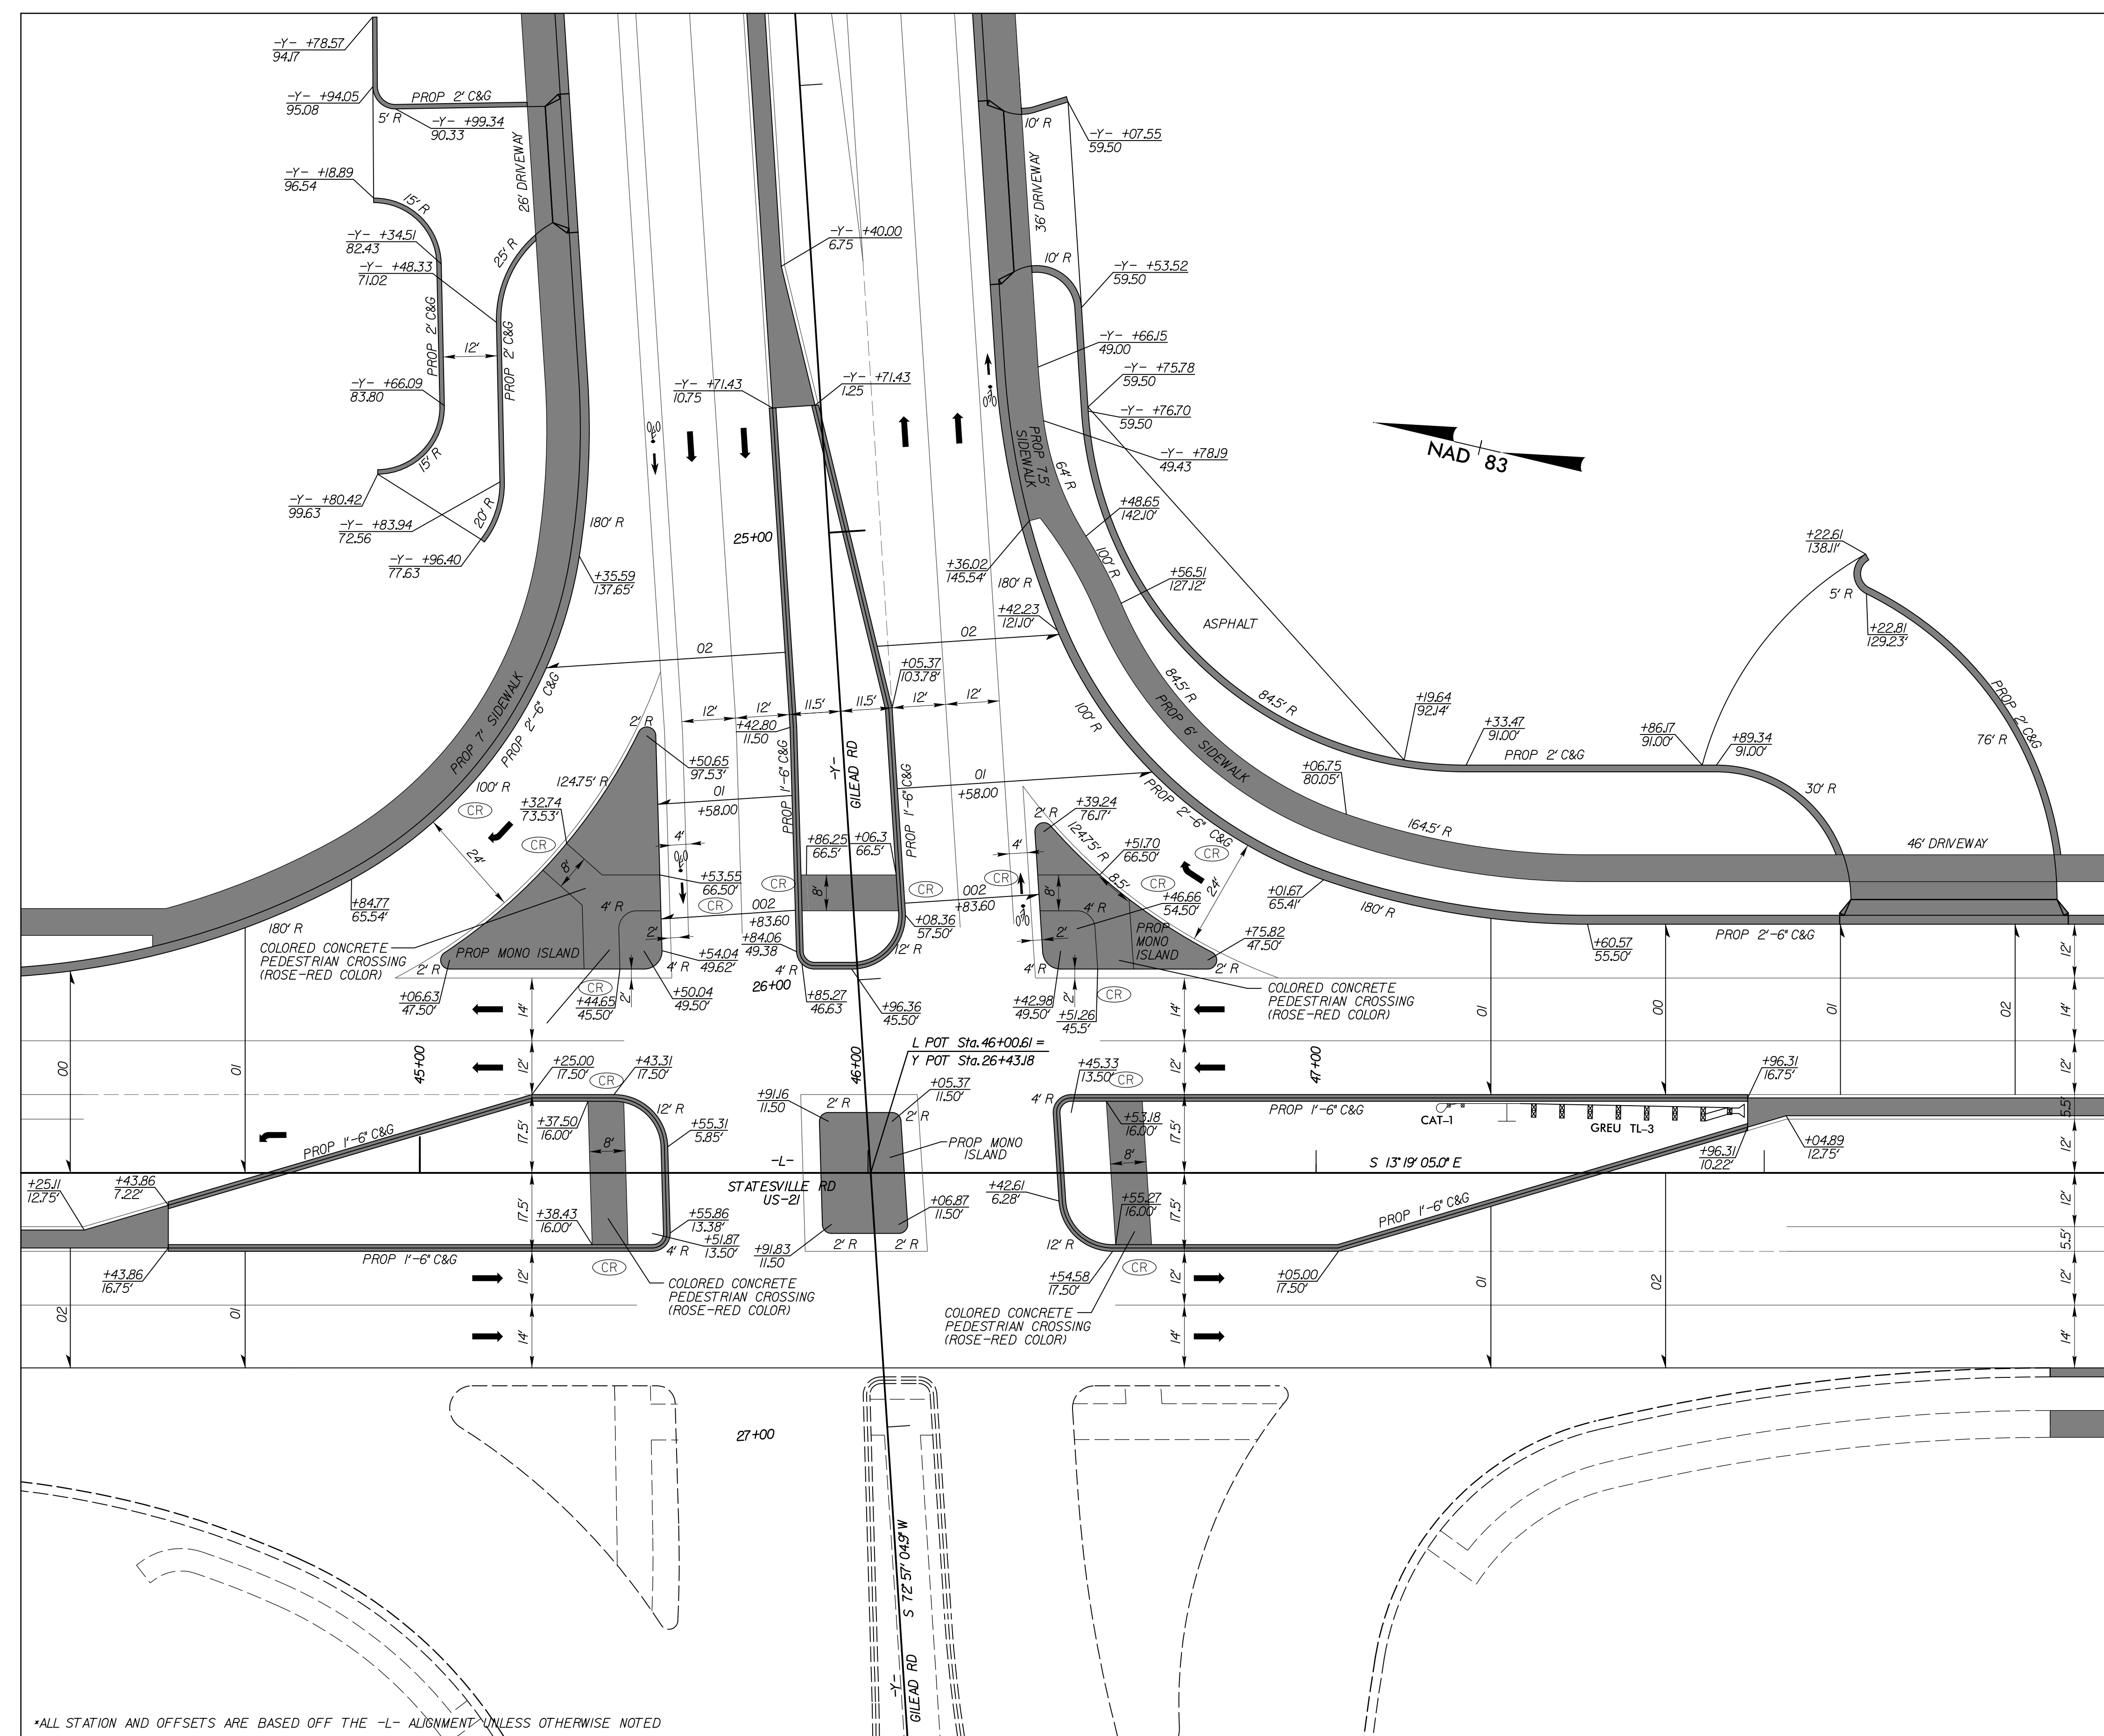 -Y- +78.57
94.17
-Y- +94.05
95.08
PROP 2' C&G
5' R
-Y- +99.34
90.33
26' DRIVEWAY
-Y- +18.89
96.54
15' R
-Y- +34.51
82.43
-Y- +48.33
71.02
25' R
PROP 2' C&G
12'
PROP 2' C&G
-Y- +66.09
83.80
15' R
-Y- +80.42
99.63
-Y- +83.94
72.56
20' R
-Y- +96.40
77.63
180' R
+35.59
137.65'
10' R
-Y- +07.55
59.50
36' DRIVEWAY
-Y- +40.00
6.75
10' R
-Y- +53.52
59.50
-Y- +66.15
49.00
-Y- +75.78
59.50
-Y- +76.70
59.50
-Y- +71.43
10.75
-Y- +71.43
1.25
PROP 7.5'
SIDEWALK
64' R
-Y- +78.19
49.43
NAD 83
25+00
+48.65
142.10'
100' R
+36.02
145.54'
180' R
+56.51
127.12'
+42.23
121.10'
ASPHALT
+22.61
138.11'
5' R
+22.81
129.23'
02
02
+05.37
103.78'
PROP 7' SIDEWALK
PROP 2'-6" C&G
2' R
12'
12'
11.5'
11.5'
12'
12'
+42.80
11.50
84.5' R
84.5' R
+19.64
92.14'
+33.47
91.00'
PROP 2' C&G
+86.17
91.00'
+89.34
91.00'
76' R
PROP 2' C&G
100' R
PROP 6' SIDEWALK
+50.65
97.53'
PROP 1'-6" C&G
-Y-
GILEAD RD
PROP 1'-6" C&G
124.75' R
100' R
CR
+32.74
73.53'
01
+58.00
01
+58.00
+06.75
80.05'
30' R
CR
24'
8'
4'
+86.25
66.5'
+06.3
66.5'
+39.24
76.17'
2' R
124.75' R
PROP 2'-6" C&G
164.5' R
46' DRIVEWAY
4'
+51.70
66.50'
CR
+53.55
66.50'
CR
CR
8'
CR
CR
8'
8.5'
CR
24'
+84.77
65.54'
4' R
002
+83.60
002
+83.60
4' R
+46.66
54.50'
+01.67
65.41'
180' R
180' R
COLORED CONCRETE
PEDESTRIAN CROSSING
(ROSE-RED COLOR)
PROP MONO ISLAND
2'
+84.06
49.38
+08.36
57.50'
12' R
2'
PROP
MONO
ISLAND
+75.82
47.50'
PROP 2'-6" C&G
+60.57
55.50'
12'
2' R
+54.04
49.62'
4' R
4' R
26+00
4' R
2' R
+06.63
47.50'
CR
+44.65
45.50'
2'
+50.04
49.50'
+85.27
46.63
+96.36
45.50'
+42.98
49.50'
2'
+51.26
45.5'
CR
COLORED CONCRETE
PEDESTRIAN CROSSING
(ROSE-RED COLOR)
14'
14'
01
00
01
02
14'
L POT Sta. 46+00.61 =
Y POT Sta. 26+43.18
00
01
45+00
12'
+25.00
17.50'
CR
+43.31
17.50'
46+00
+45.33
13.50'
CR
12'
47+00
+96.31
16.75'
12'
+91.16
11.50
2' R
+05.37
11.50'
2' R
4' R
PROP 1'-6" C&G
CAT-1
GREU TL-3
5.5'
PROP 1'-6" C&G
17.5'
+37.50
16.00'
12' R
+55.31
5.85'
8'
PROP MONO
ISLAND
+53.18
16.00'
17.5'
8'
+04.89
12.75'
12'
-L-
S 13°19' 05.0" E
+96.31
10.22'
STATESVILLE RD
US-21
+25.11
12.75'
+43.86
7.22'
17.5'
+38.43
16.00'
+55.86
13.38'
+51.87
13.50'
4' R
+06.87
11.50'
+42.61
6.28'
+55.27
16.00'
17.5'
12'
PROP 1'-6" C&G
+91.83
11.50
2' R
2' R
12' R
5.5'
+43.86
16.75'
PROP 1'-6" C&G
CR
CR
+54.58
17.50'
+05.00
17.50'
02
01
12'
COLORED CONCRETE
PEDESTRIAN CROSSING
(ROSE-RED COLOR)
COLORED CONCRETE
PEDESTRIAN CROSSING
(ROSE-RED COLOR)
12'
01
02
12'
14'
14'
14'
27+00
S 72°57' 04.9" W
GILEAD RD
-Y-
*ALL STATION AND OFFSETS ARE BASED OFF THE -L- ALIGNMENT UNLESS OTHERWISE NOTED